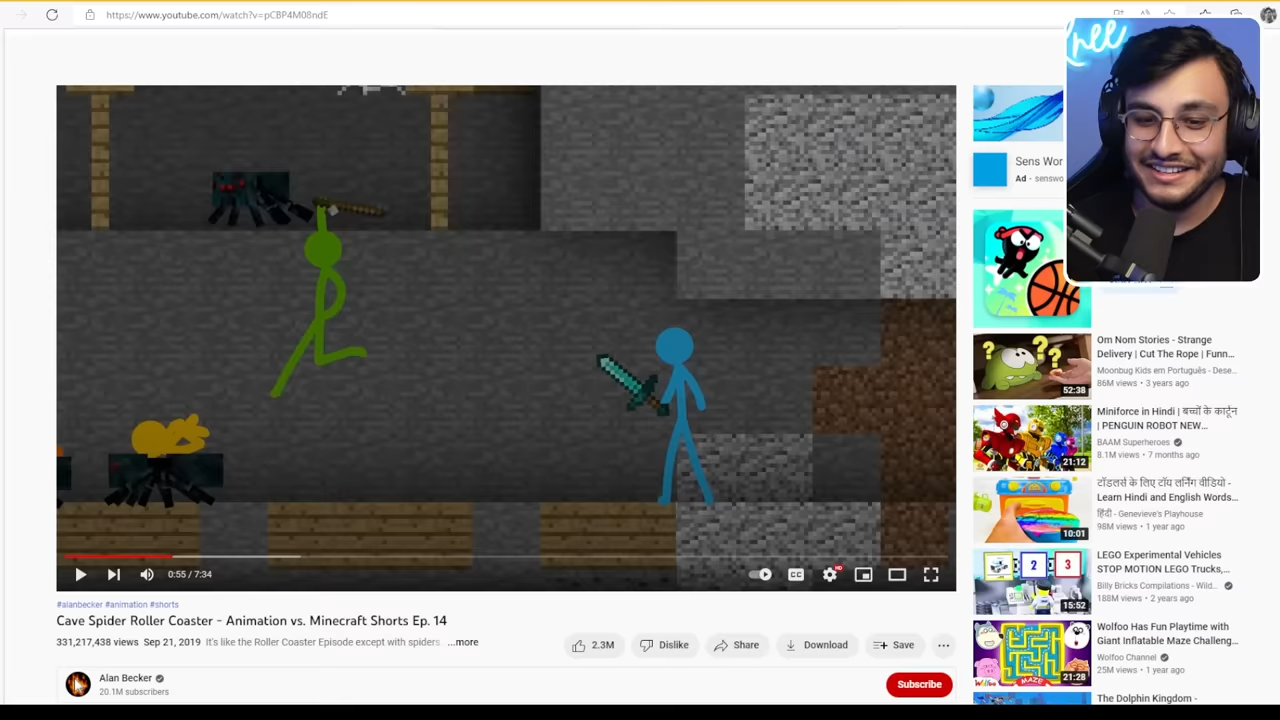 https://www.youtube.com/watch?v=pCBP4M08ndE
Sens Wor
Ad · senswo
Om Nom Stories - Strange
Delivery | Cut The Rope | Funn...
Moonbug Kids em Português - Dese...
86M views • 3 years ago
52:38
Miniforce in Hindi | बच्चों के कार्टून
| PENGUIN ROBOT NEW...
BAAM Superheroes
8.1M views • 7 months ago
21:12
टॉडलर्स के लिए टॉय लर्निंग वीडियो -
Learn Hindi and English Words...
हिंदी - Genevieve's Playhouse
98M views • 1 year ago
10:01
LEGO Experimental Vehicles
STOP MOTION LEGO Trucks,...
Billy Bricks Compilations - Wild...
188M views • 2 years ago
2 3
15:52
Wolfoo Has Fun Playtime with
Giant Inflatable Maze Challeng...
Wolfoo Channel
25M views • 1 year ago
MAZE
21:28
The Dolphin Kingdom -
0:55 / 7:34
CC
HD
#alanbecker #animation #shorts
Cave Spider Roller Coaster - Animation vs. Minecraft Shorts Ep. 14
331,217,438 views Sep 21, 2019 It's like the Roller Coaster Episode except with spiders ...more
2.3M Dislike Share Download Save
Alan Becker
20.1M subscribers
Subscribe